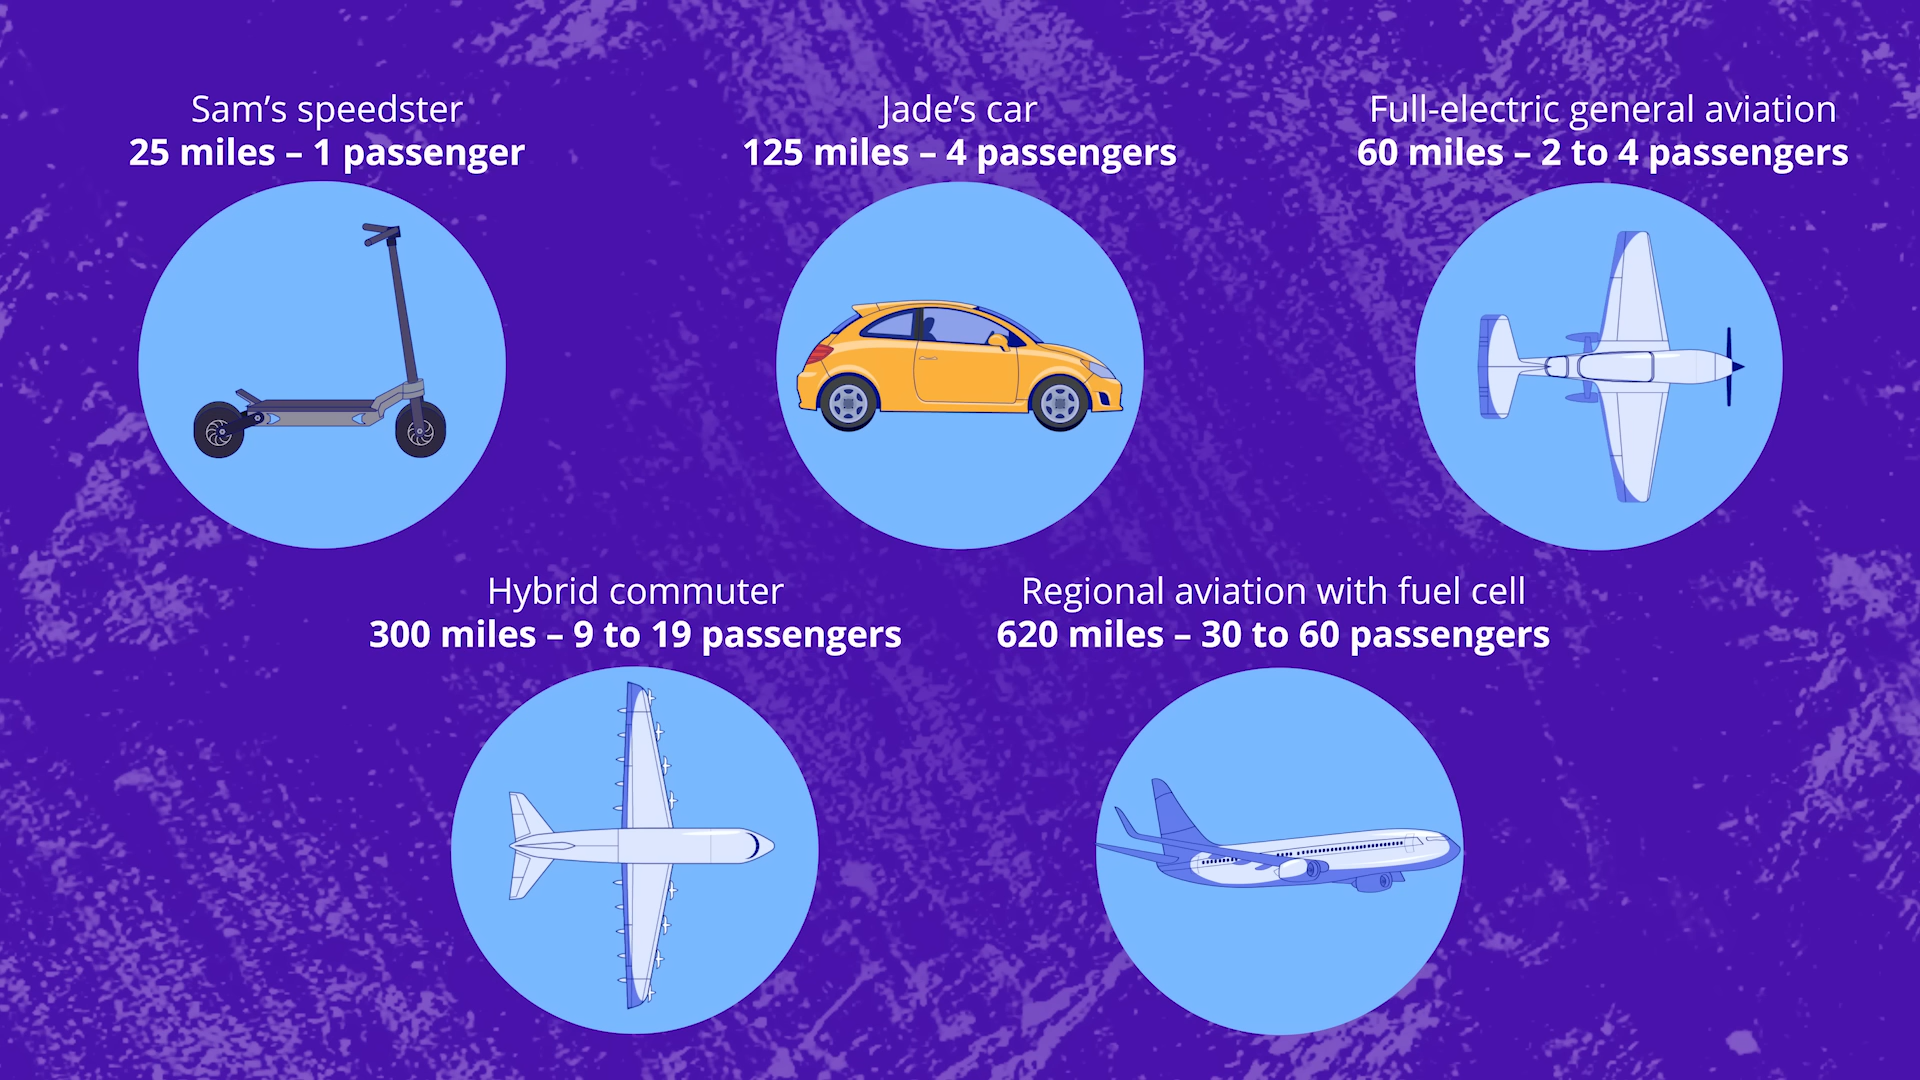 Sam’s speedster
25 miles – 1 passenger
Jade’s car
125 miles – 4 passengers
Full-electric general aviation
60 miles – 2 to 4 passengers
Hybrid commuter
300 miles – 9 to 19 passengers
Regional aviation with fuel cell
620 miles – 30 to 60 passengers